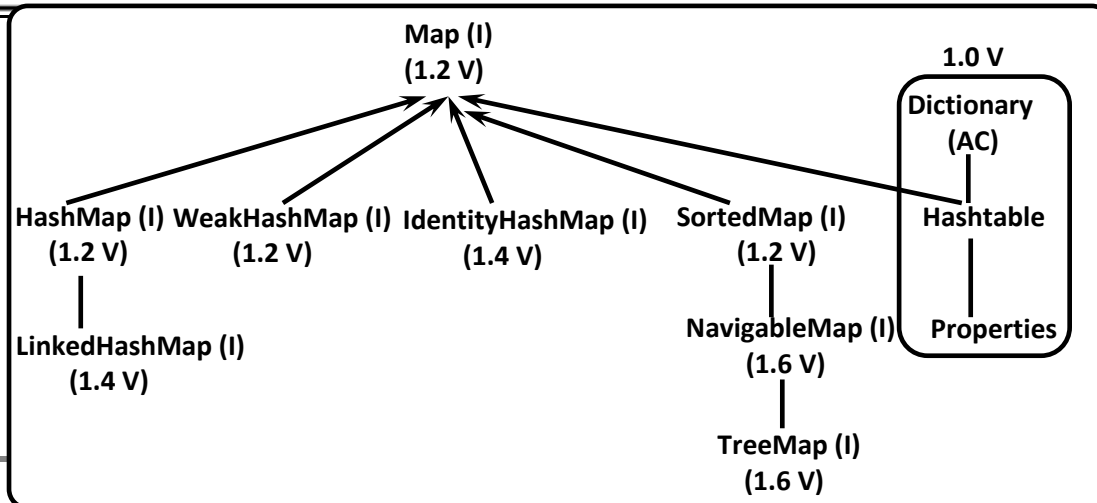 Map (I)
(1.2 V)
1.0 V
Dictionary
(AC)
HashMap (I)
(1.2 V)
WeakHashMap (I)
(1.2 V)
IdentityHashMap (I)
(1.4 V)
SortedMap (I)
(1.2 V)
Hashtable
LinkedHashMap (I)
(1.4 V)
NavigableMap (I)
(1.6 V)
Properties
TreeMap (I)
(1.6 V)